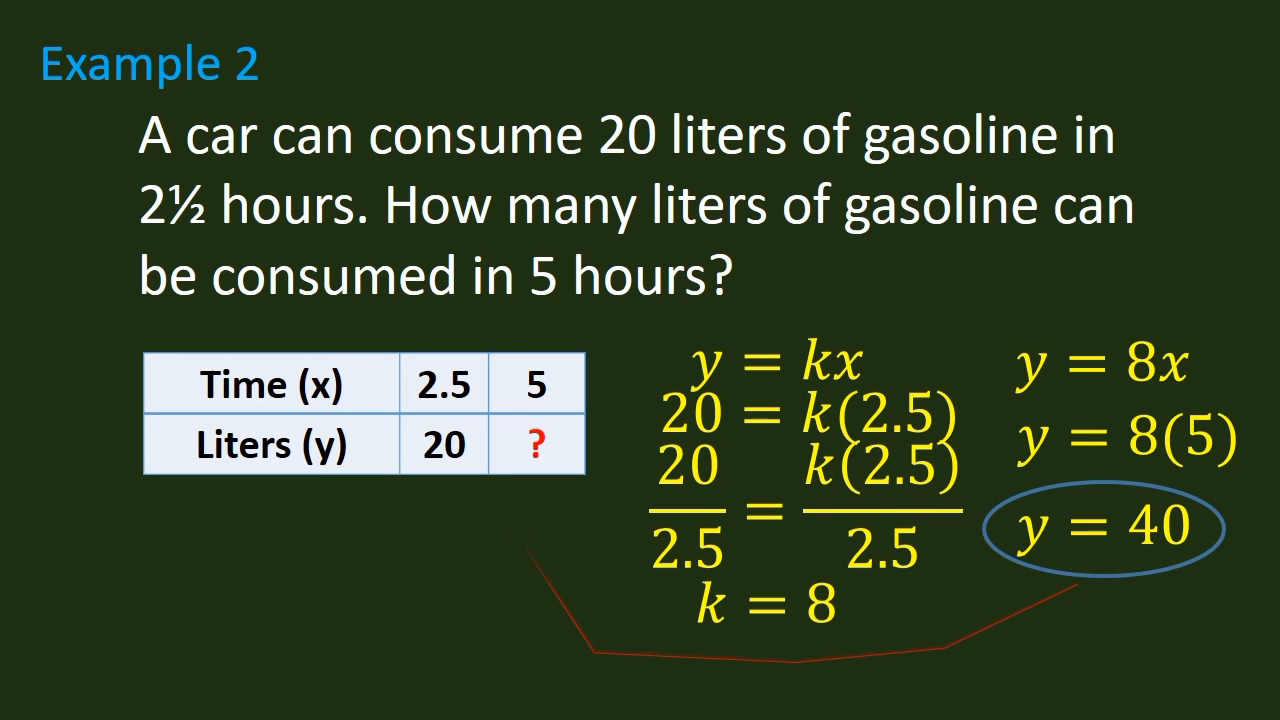 Example 2
A car can consume 20 liters of gasoline in
2½ hours. How many liters of gasoline can
be consumed in 5 hours?
Time (x) 2.5 5
Liters (y) 20 ?
y = kx
20 = k(2.5)
20/2.5 = k(2.5)/2.5
k = 8
y = 8x
y = 8(5)
y = 40